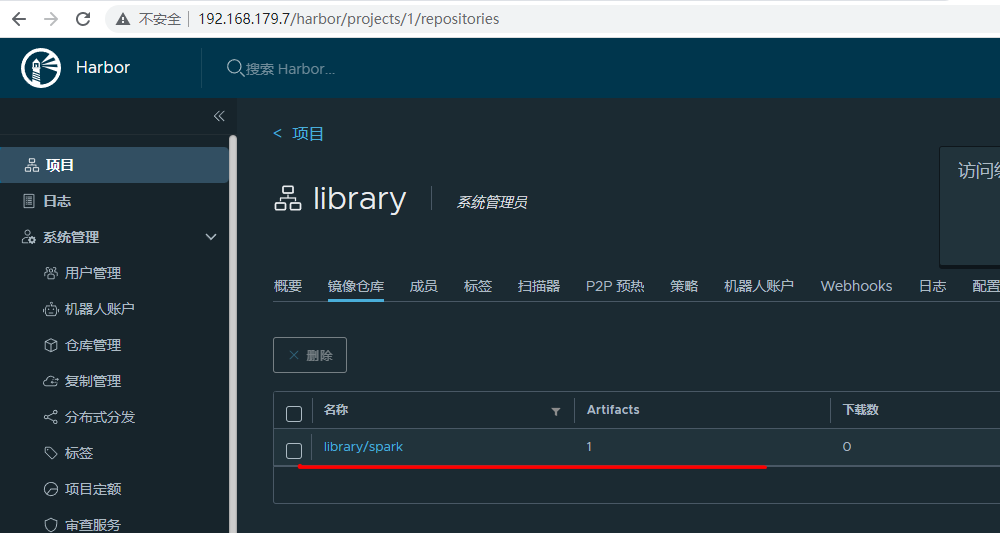 不安全 192.168.179.7/harbor/projects/1/repositories
Harbor 搜索 Harbor...
项目
日志
系统管理
用户管理
机器人账户
仓库管理
复制管理
分布式分发
标签
项目定额
审查服务
< 项目
library 系统管理员
访问
概要 镜像仓库 成员 标签 扫描器 P2P 预热 策略 机器人账户 Webhooks 日志 配置
× 删除
名称 Artifacts 下载数
library/spark 1 0